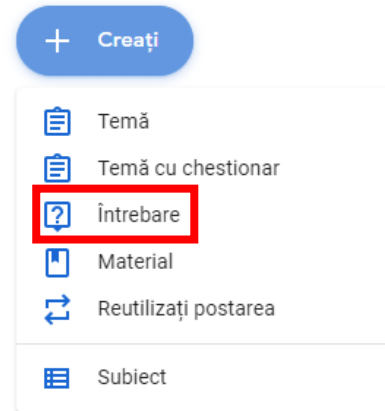 Creați
Temă
Temă cu chestionar
Întrebare
Material
Reutilizați postarea
Subiect